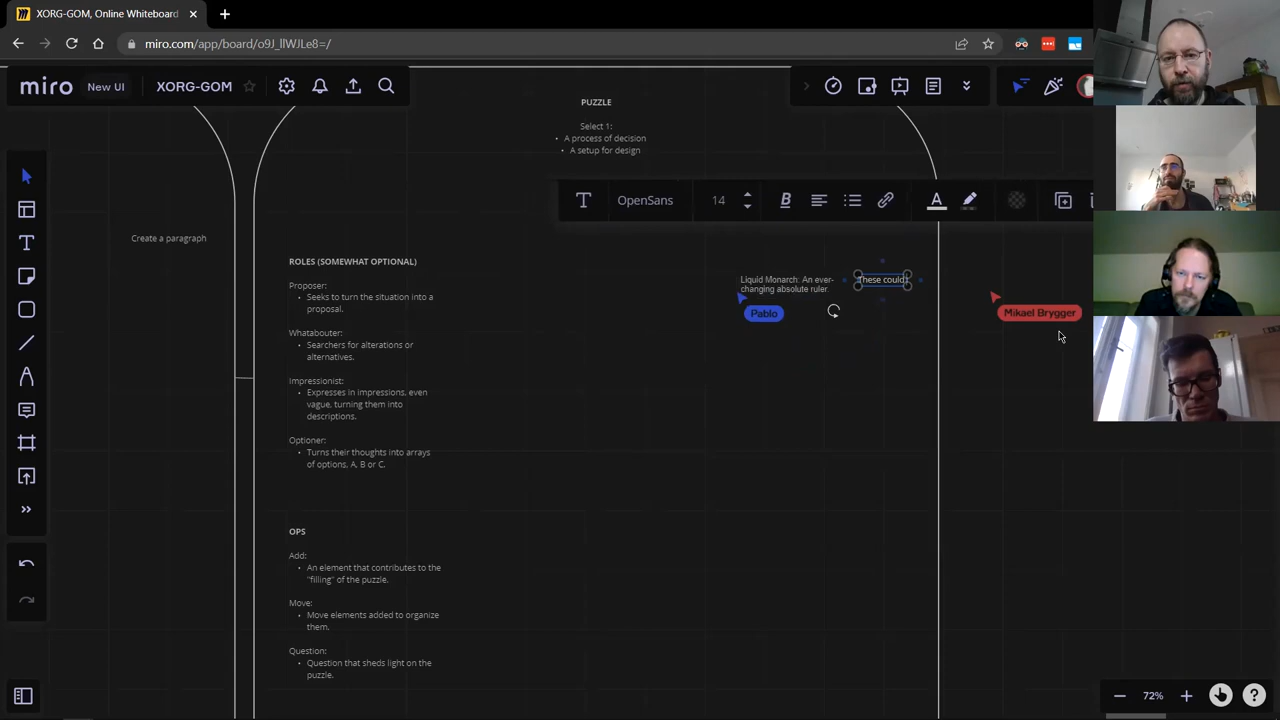 XORG-GOM, Online Whiteboard
miro.com/app/board/o9J_llWJLe8=/
miro
New UI
XORG-GOM
PUZZLE
Select 1:
• A process of decision
• A setup for design
OpenSans
14
B
A
Create a paragraph
ROLES (SOMEWHAT OPTIONAL)
Proposer:
• Seeks to turn the situation into a
proposal.
Whatabouter:
• Searchers for alterations or
alternatives.
Impressionist:
• Expresses in impressions, even
vague, turning them into
descriptions.
Optioner:
• Turns their thoughts into arrays
of options, A, B or C.
Liquid Monarch: An ever-
changing absolute ruler.
These could
Pablo
Mikael Brygger
OPS
Add:
• An element that contributes to the
"filling" of the puzzle.
Move:
• Move elements added to organize
them.
Question:
• Question that sheds light on the
puzzle.
72%